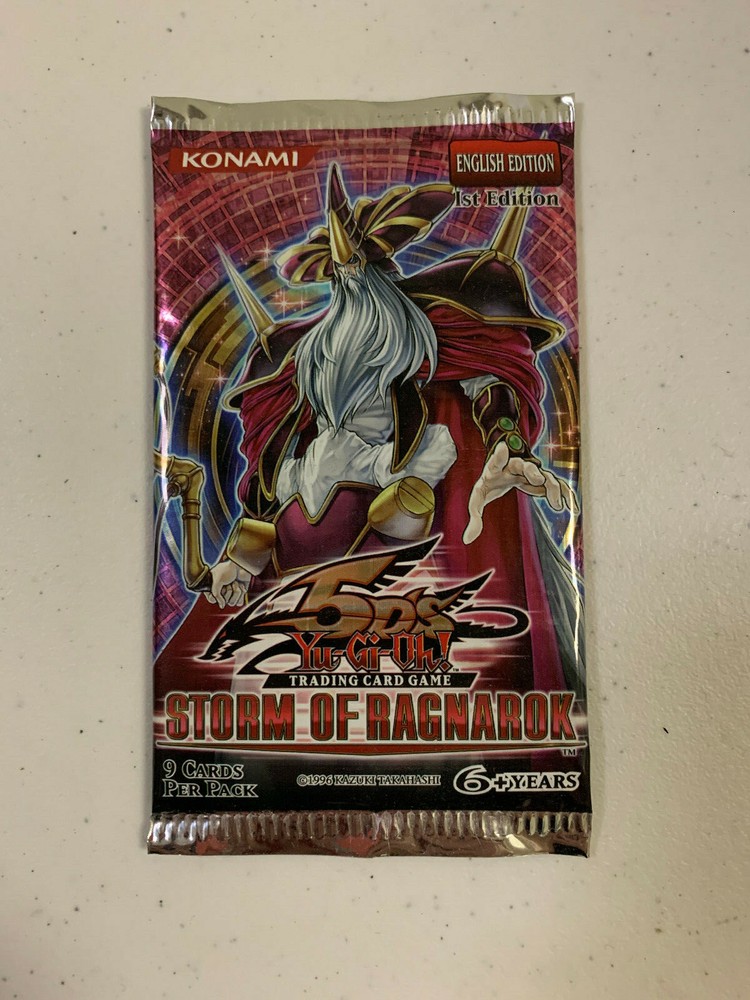 KONAMI
ENGLISH EDITION
1st Edition
5D's
Yu-Gi-Oh!
TRADING CARD GAME
STORM OF RAGNAROK
TM
9 CARDS
PER PACK
©1996 KAZUKI TAKAHASHI
6+YEARS